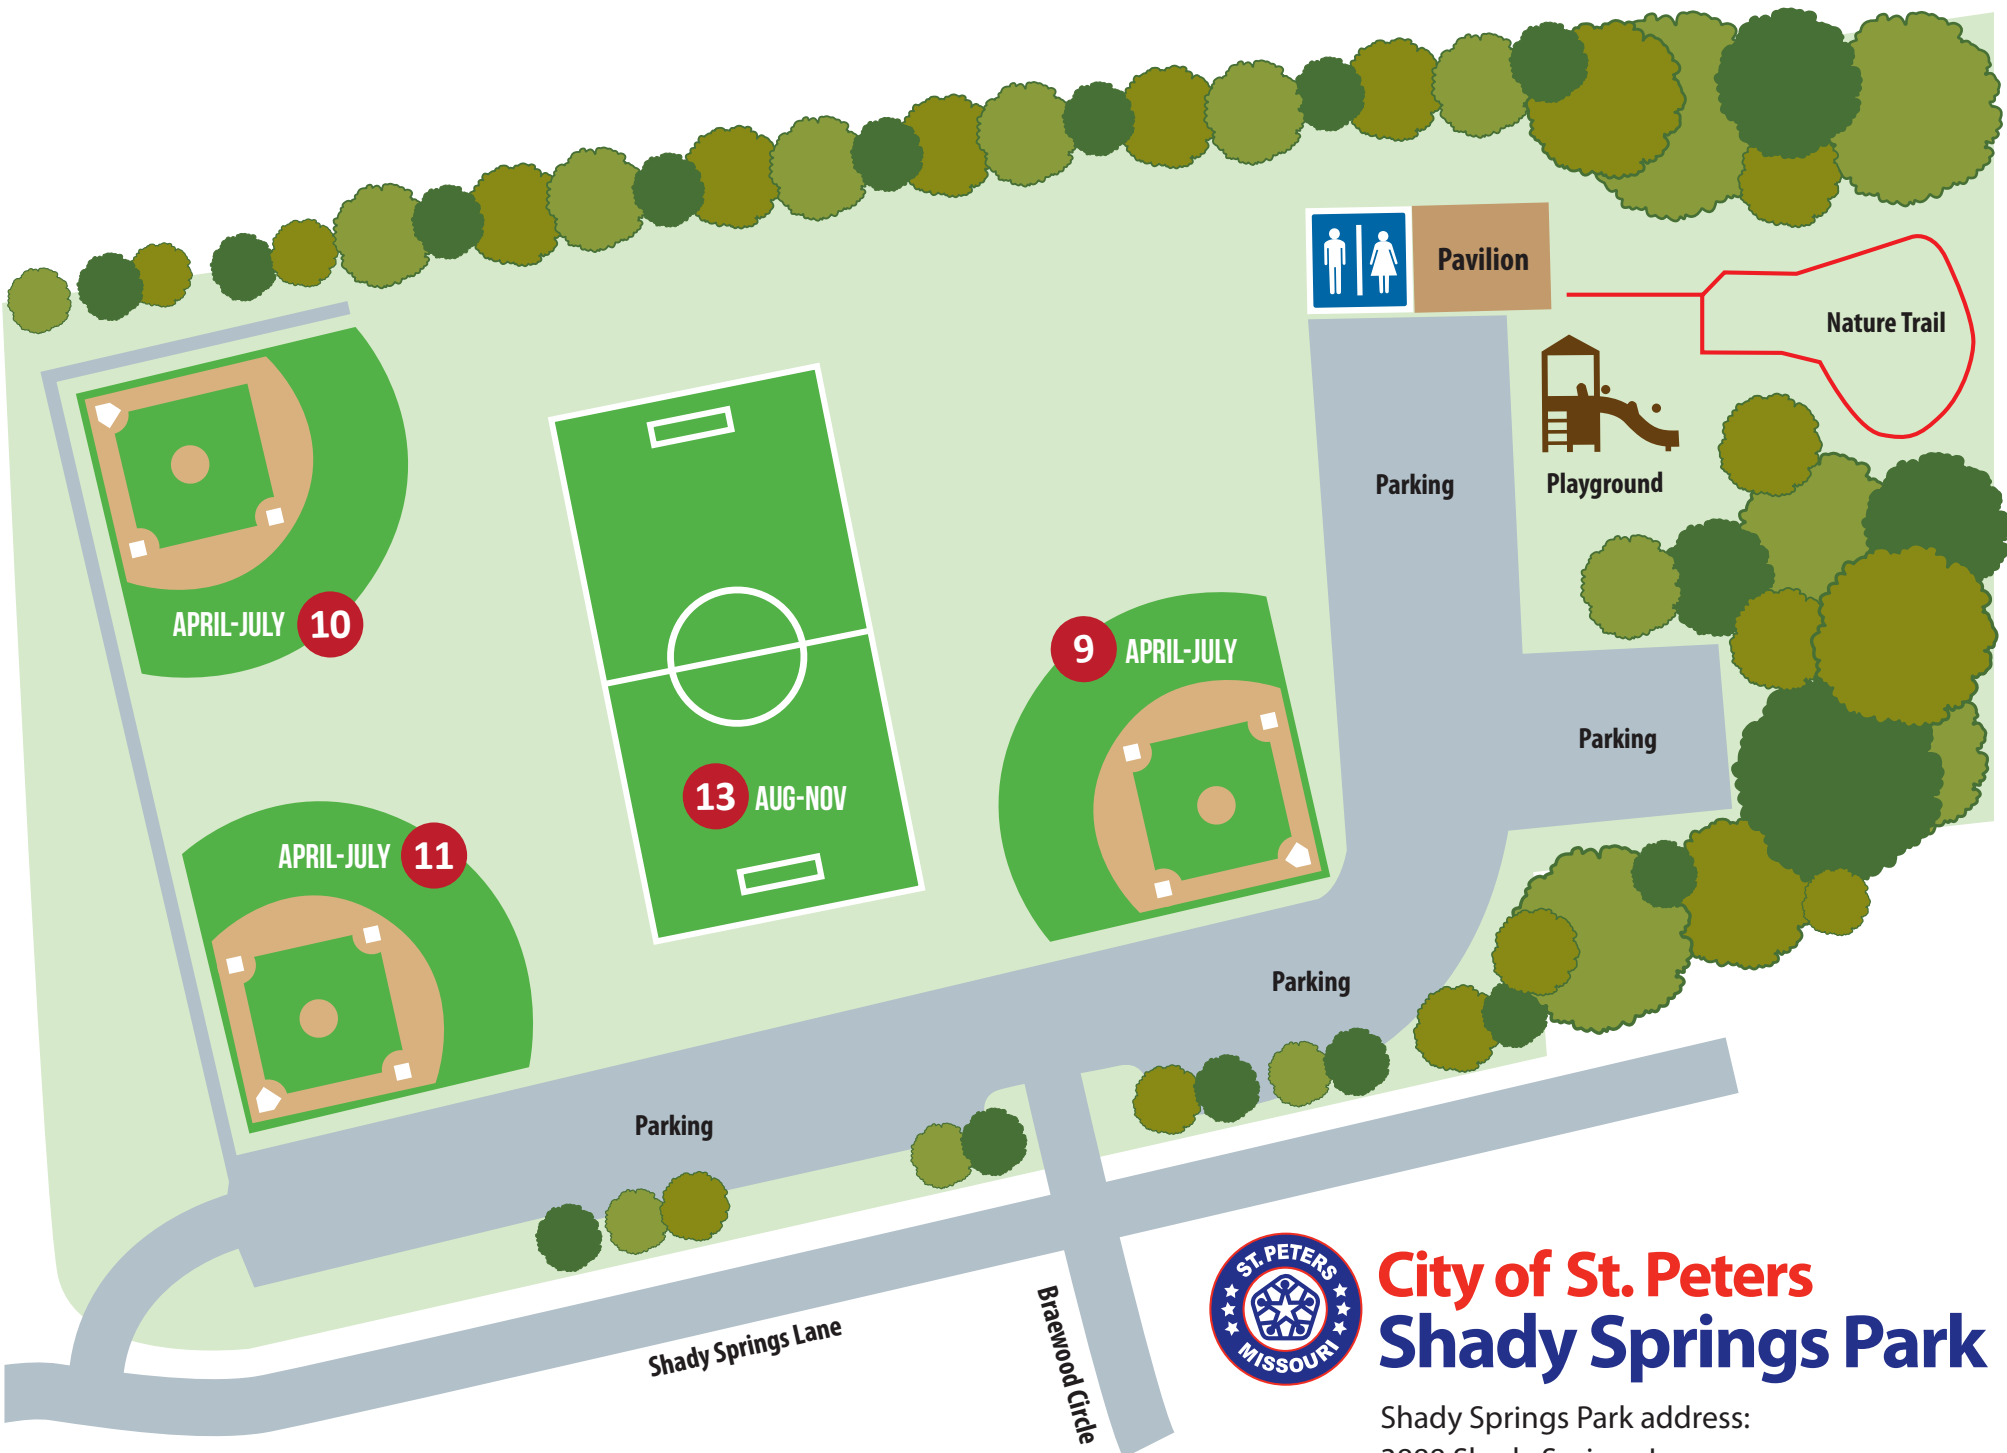 Pavilion
Nature Trail
Parking
Playground
APRIL-JULY 10
9 APRIL-JULY
Parking
13 AUG-NOV
APRIL-JULY 11
Parking
Parking
Shady Springs Lane
Braewood Circle
ST. PETERS
MISSOURI
City of St. Peters
Shady Springs Park
Shady Springs Park address: